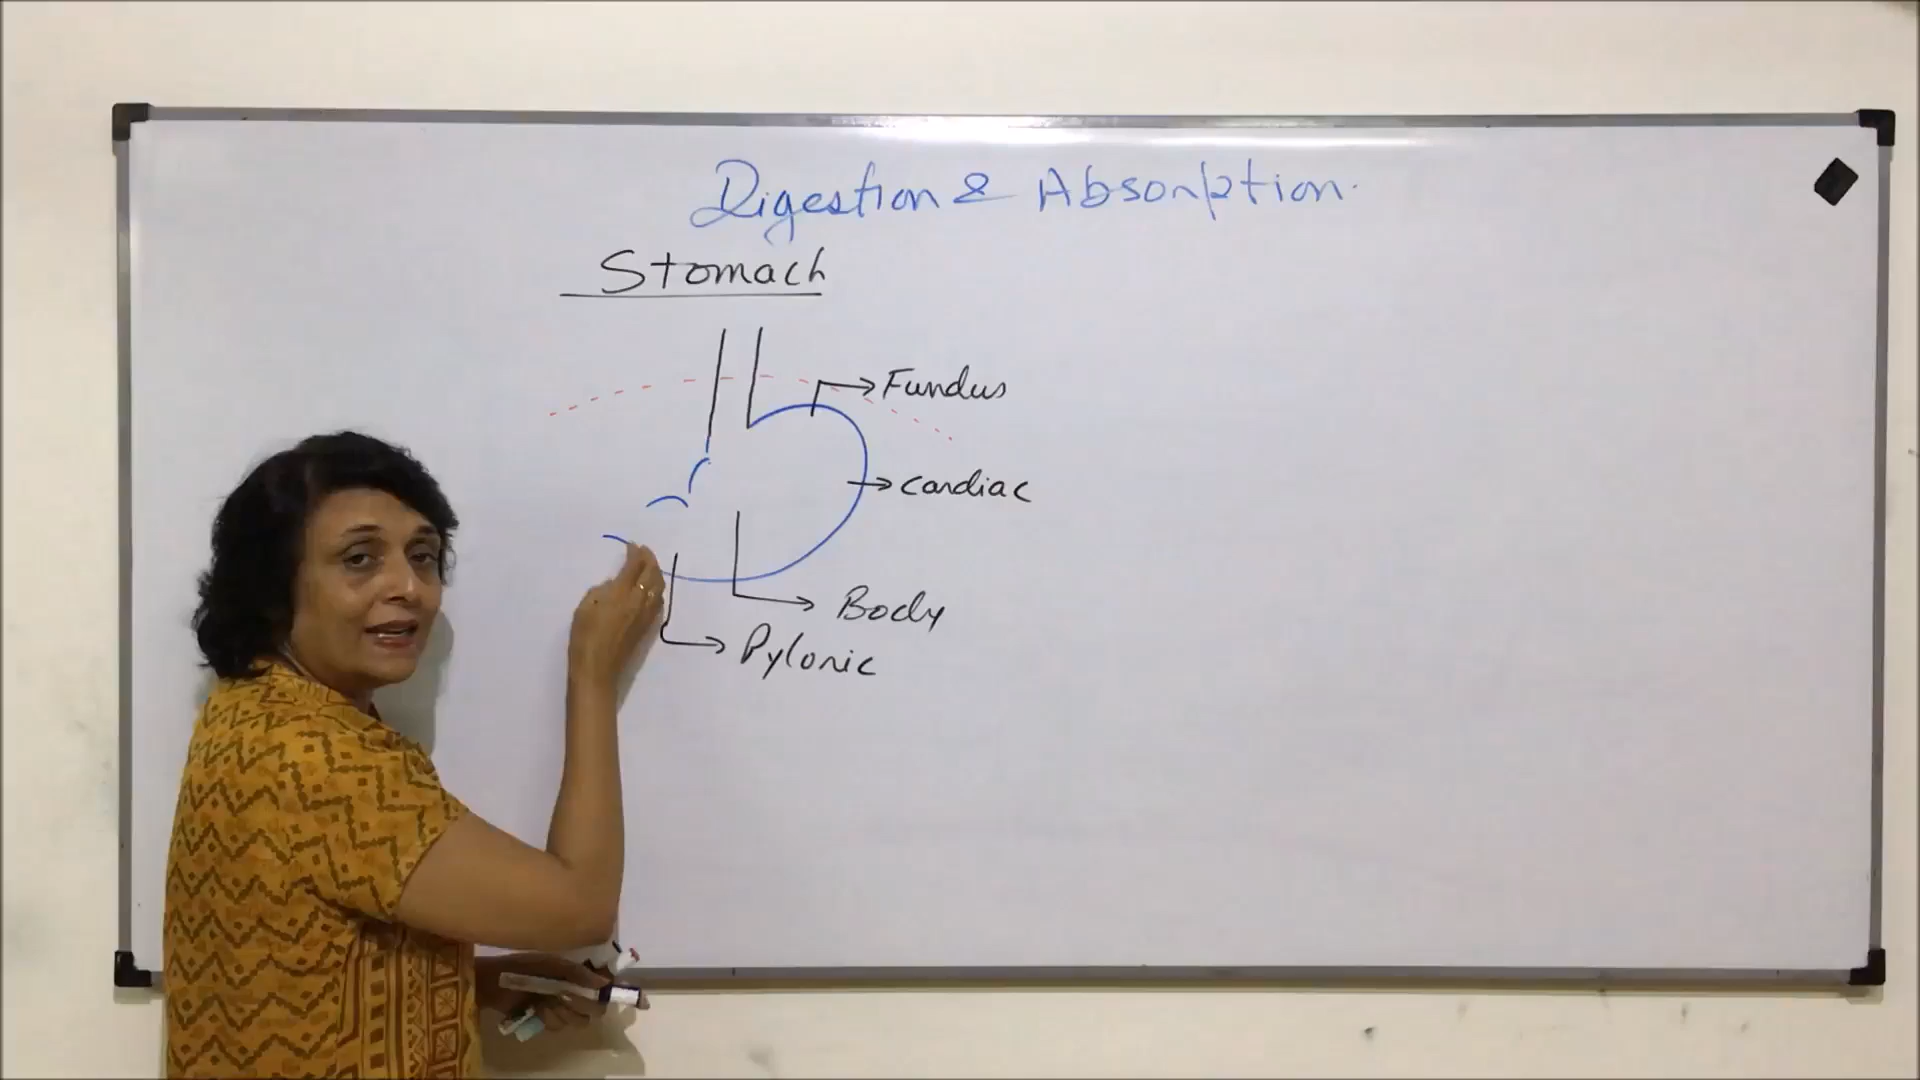 Digestion & Absorption.
Stomach
Fundus
Cardiac
Body
Pyloric